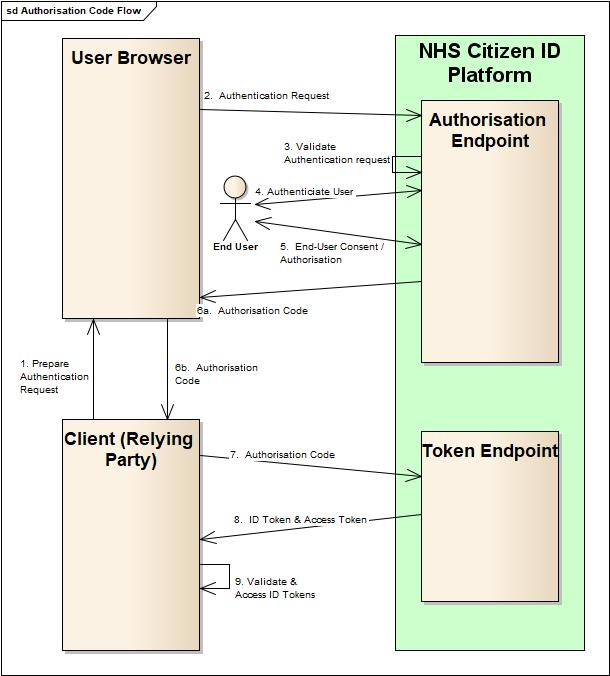 sd Authorisation Code Flow
User Browser
NHS Citizen ID
Platform
2. Authentication Request
Authorisation
Endpoint
3. Validate
Authentication request
4. Authenticiate User
End User
5. End-User Consent /
Authorisation
6a. Authorisation Code
1. Prepare
Authentication
Request
6b. Authorisation
Code
Client (Relying
Party)
7. Authorisation Code
Token Endpoint
8. ID Token & Access Token
9. Validate &
Access ID Tokens